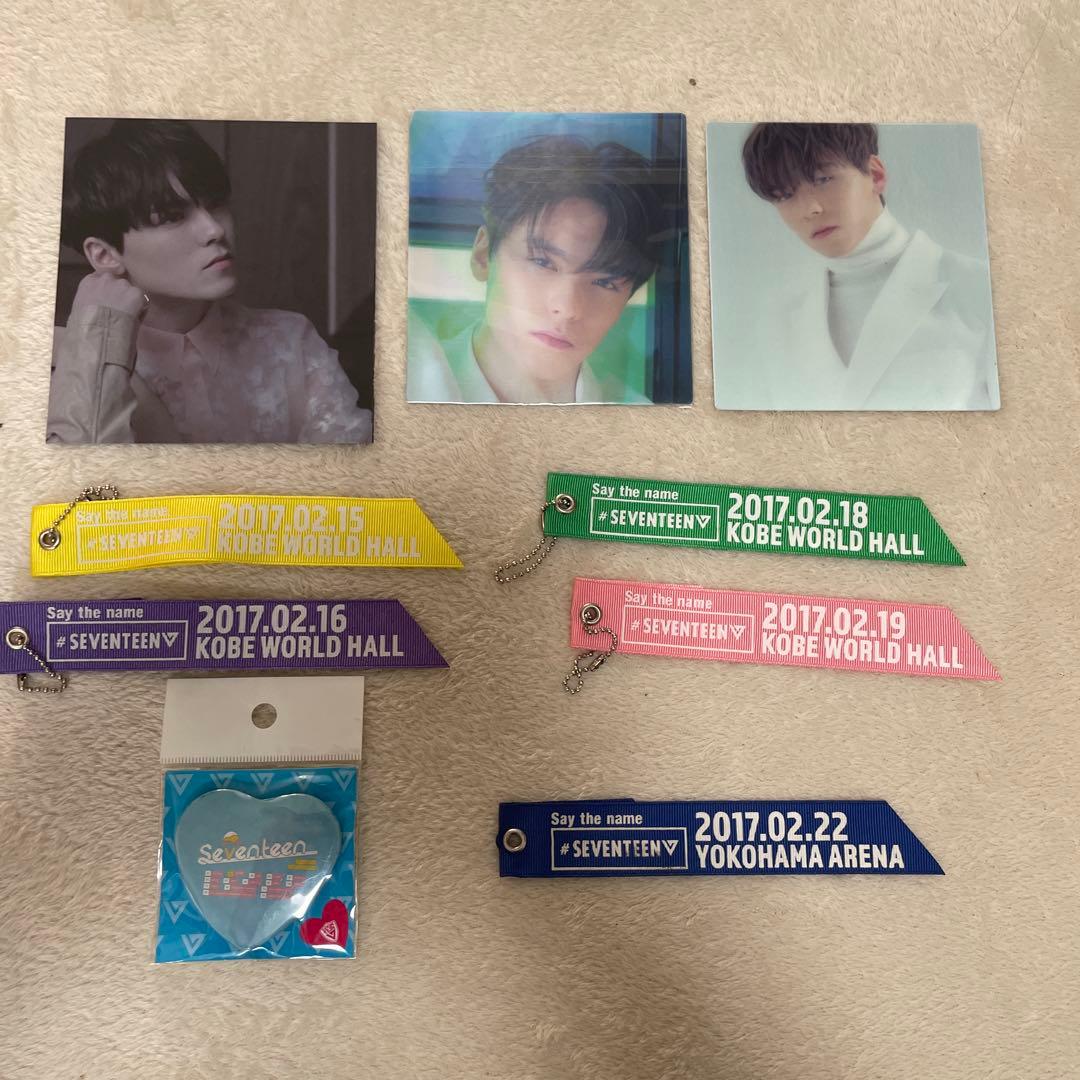 Say the name
#SEVENTEEN
2017.02.15
KOBE WORLD HALL
Say the name
#SEVENTEEN
2017.02.18
KOBE WORLD HALL
Say the name
#SEVENTEEN
2017.02.16
KOBE WORLD HALL
Say the name
#SEVENTEEN
2017.02.19
KOBE WORLD HALL
Seventeen
Say the name
#SEVENTEEN
2017.02.22
YOKOHAMA ARENA